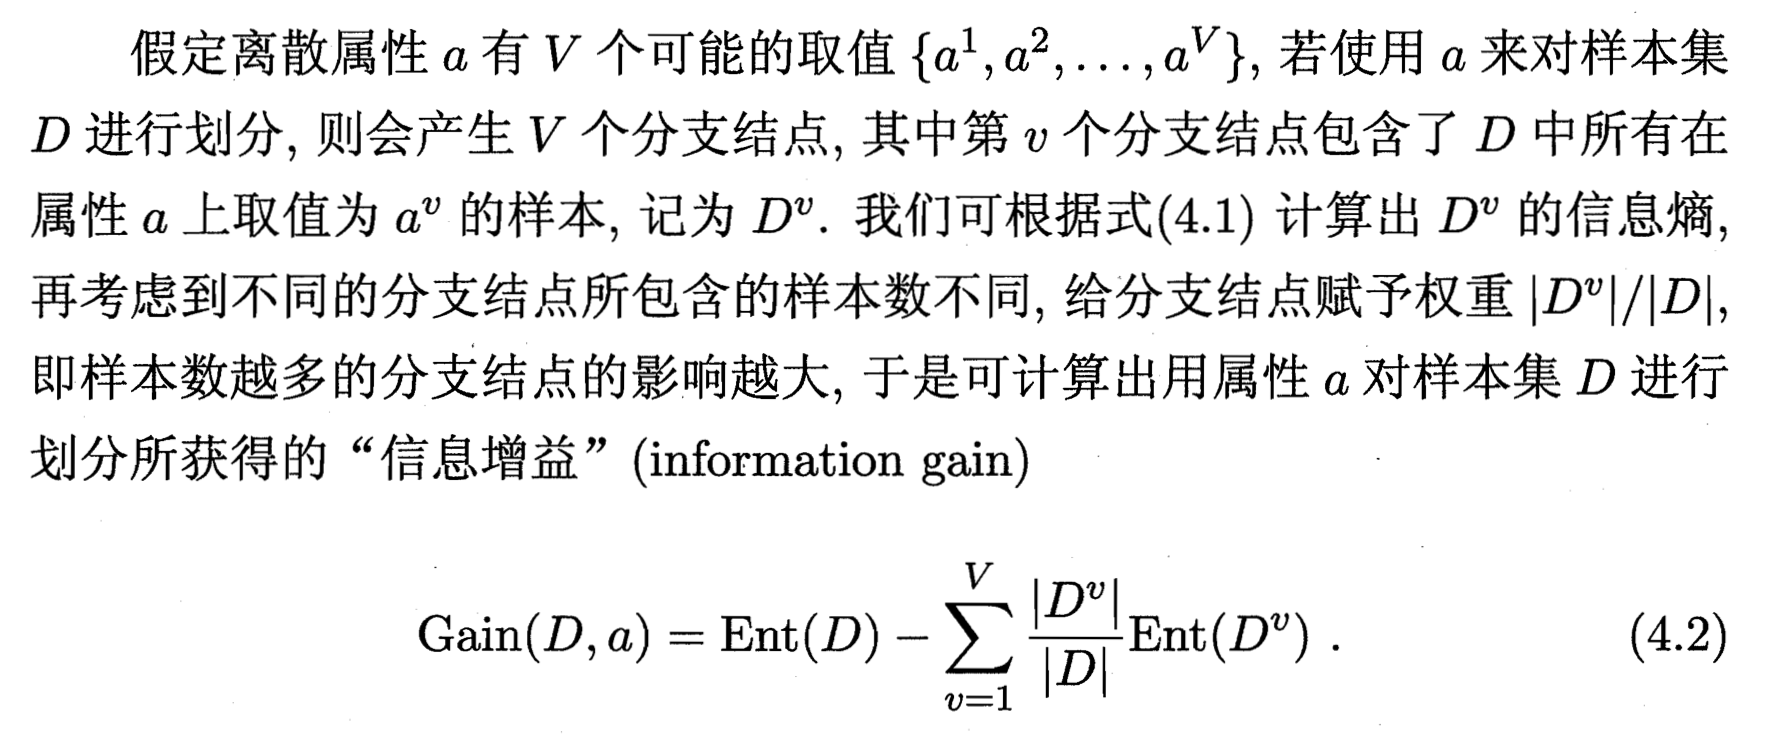 假定离散属性 a 有 V 个可能的取值 {a^1, a^2, ..., a^V}, 若使用 a 来对样本集
D 进行划分, 则会产生 V 个分支结点, 其中第 v 个分支结点包含了 D 中所有在
属性 a 上取值为 a^v 的样本, 记为 D^v. 我们可根据式(4.1) 计算出 D^v 的信息熵,
再考虑到不同的分支结点所包含的样本数不同, 给分支结点赋予权重 |D^v|/|D|,
即样本数越多的分支结点的影响越大, 于是可计算出用属性 a 对样本集 D 进行
划分所获得的 “信息增益” (information gain)
Gain(D, a) = Ent(D) − \sum_{v=1}^{V} \frac{|D^v|}{|D|} Ent(D^v) . (4.2)